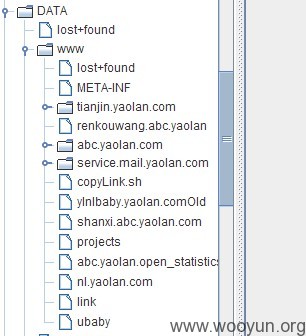 DATA
lost+found
www
lost+found
META-INF
tianjin.yaolan.com
renkouwang.abc.yaolan
abc.yaolan.com
service.mail.yaolan.com
copyLink.sh
ylnlbaby.yaolan.comOld
shanxi.abc.yaolan.com
projects
abc.yaolan.open_statistics
nl.yaolan.com
link
ubaby
www.wooyun.org